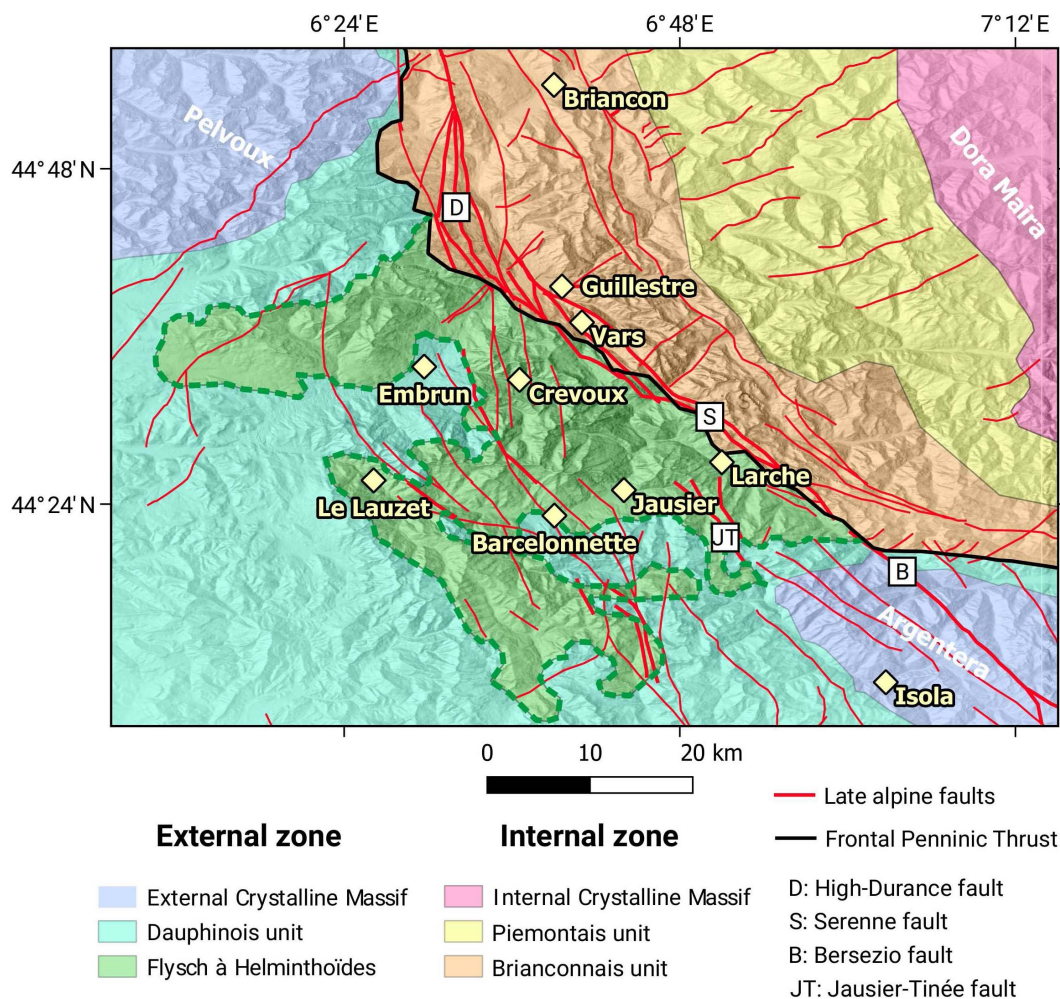 6°24'E 6°48'E 7°12'E
Briancon
Pelvoux
Dora Maira
44°48'N
D
Guillestre
Vars
Embrun
Crevoux
S
Larche
44°24'N
Le Lauzet
Jausier
JT
Barcelonnette
B
Argentera
Isola
0 10 20 km
Late alpine faults
Frontal Penninic Thrust
External zone
Internal zone
External Crystalline Massif
Dauphinois unit
Flysch à Helminthoïdes
Internal Crystalline Massif
Piemontais unit
Brianconnais unit
D: High-Durance fault
S: Serenne fault
B: Bersezio fault
JT: Jausier-Tinée fault